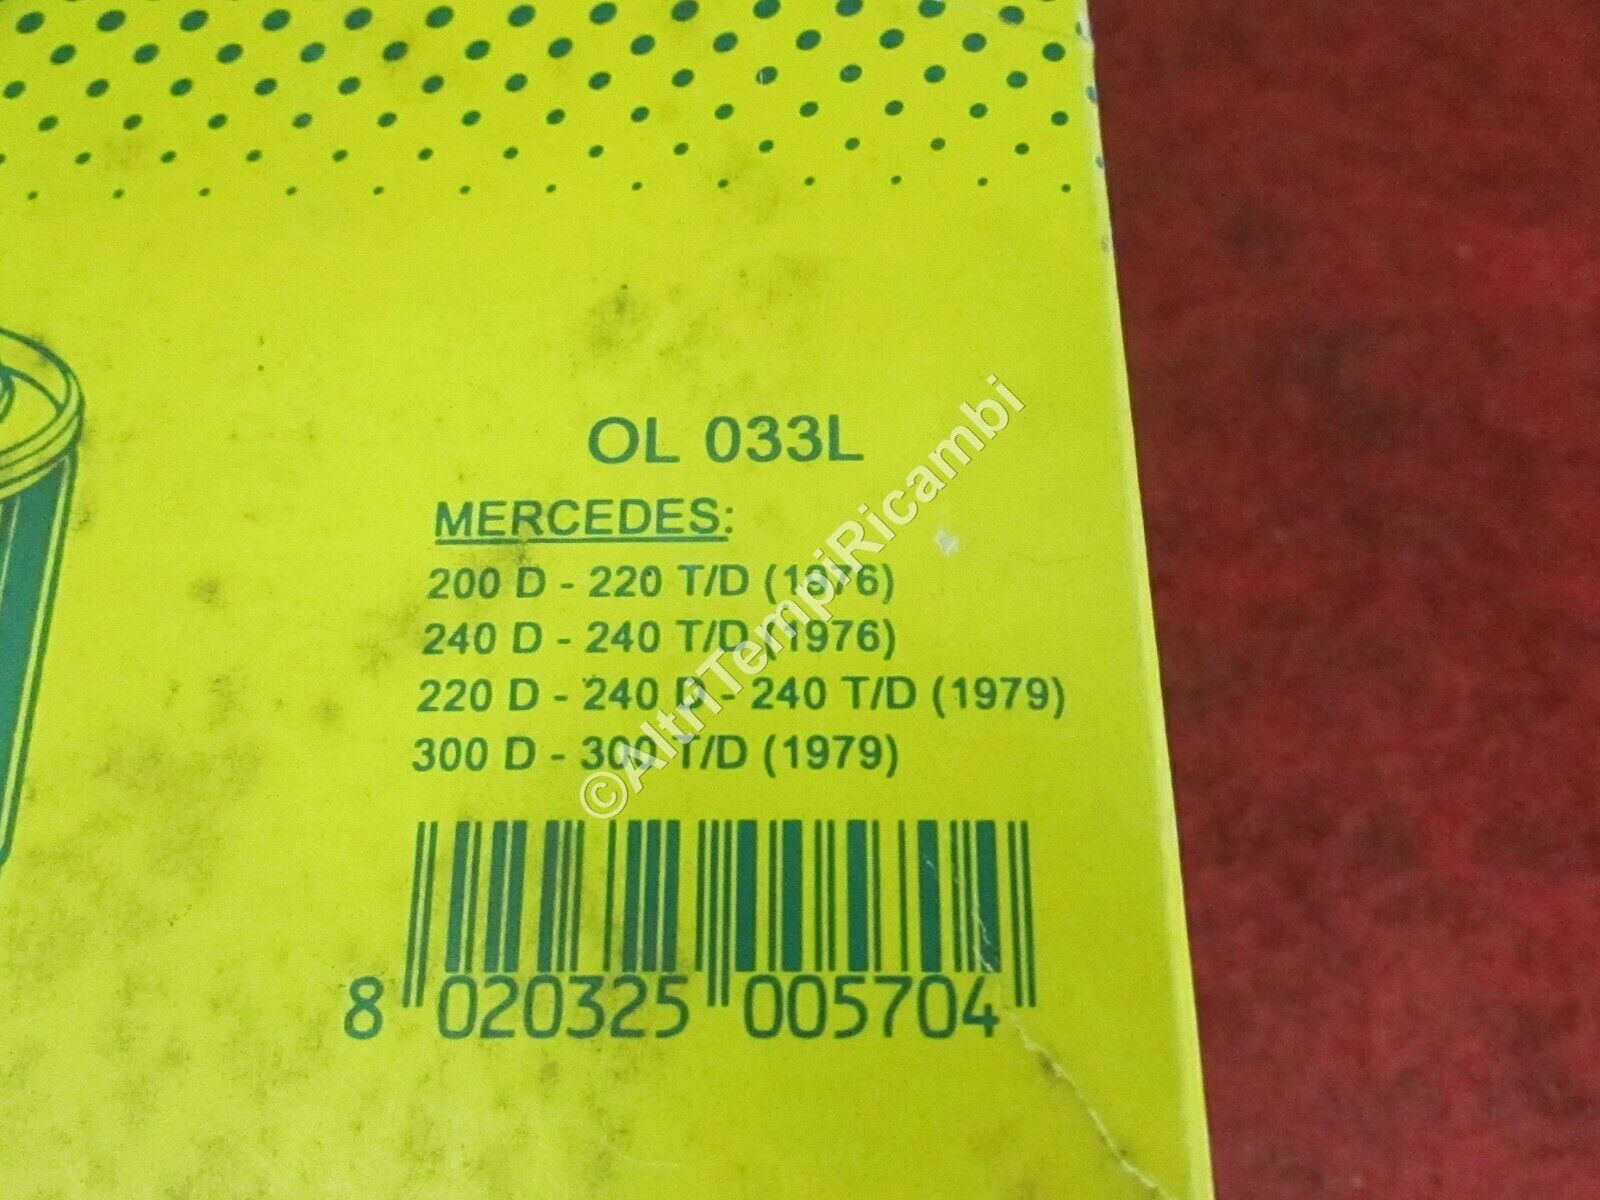 OL 033L
MERCEDES:
200 D - 220 T/D (1976)
240 D - 240 T/D (1976)
220 D - 240 D - 240 T/D (1979)
300 D - 300 T/D (1979)
©AltriTempiRicambi
8 020325 005704